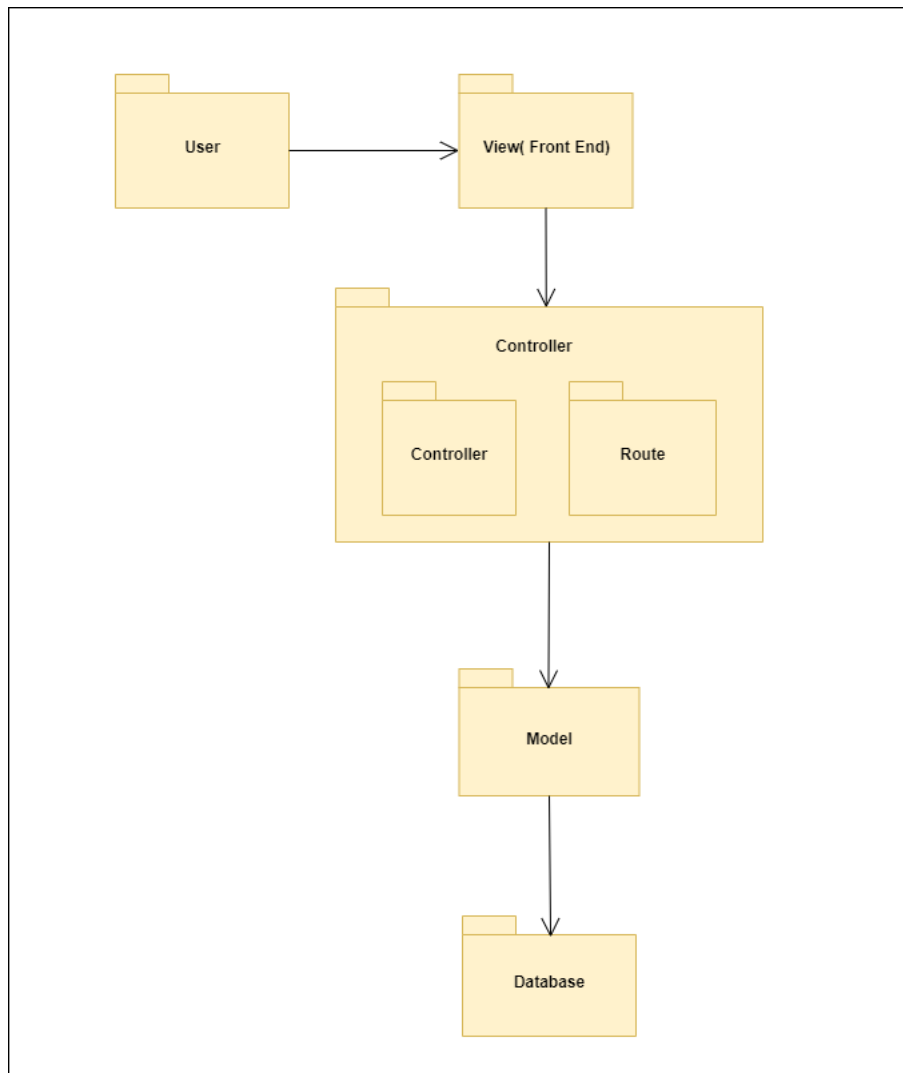 User
View( Front End)
Controller
Controller
Route
Model
Database